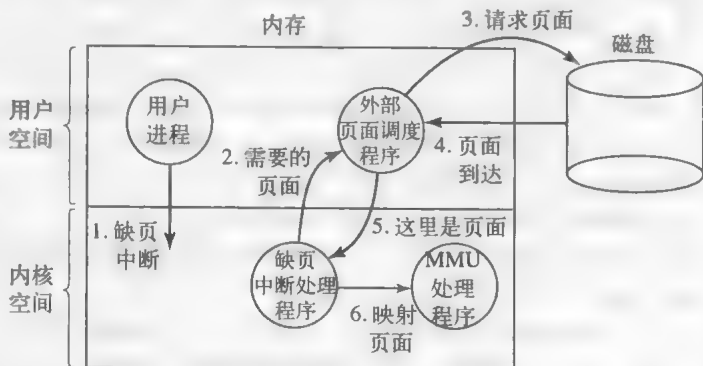 内存
3. 请求页面
磁盘
用户
空间
用户
进程
外部
页面调度
程序
2. 需要的
页面
4. 页面
到达
1. 缺页
中断
5. 这里是页面
内核
空间
缺页
中断处理
程序
MMU
处理
程序
6. 映射
页面